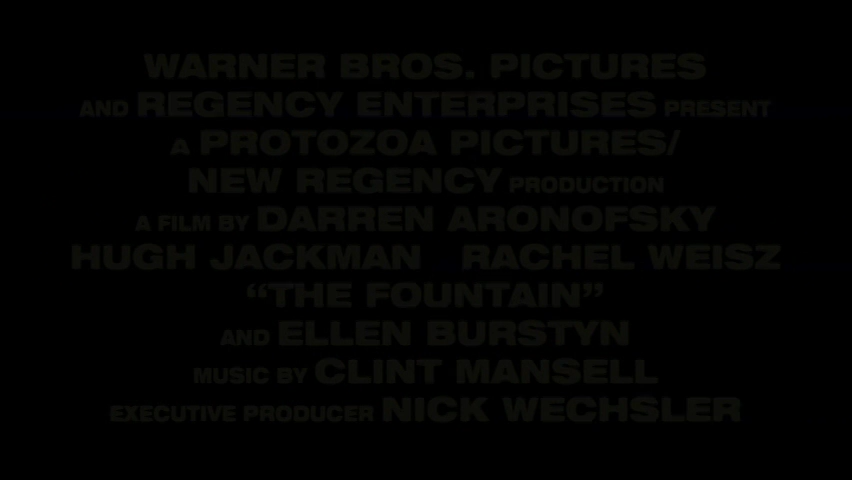 WARNER BROS. PICTURES
AND REGENCY ENTERPRISES PRESENT
A PROTOZOA PICTURES/
NEW REGENCY PRODUCTION
A FILM BY DARREN ARONOFSKY
HUGH JACKMAN RACHEL WEISZ
“THE FOUNTAIN”
AND ELLEN BURSTYN
MUSIC BY CLINT MANSELL
EXECUTIVE PRODUCER NICK WECHSLER